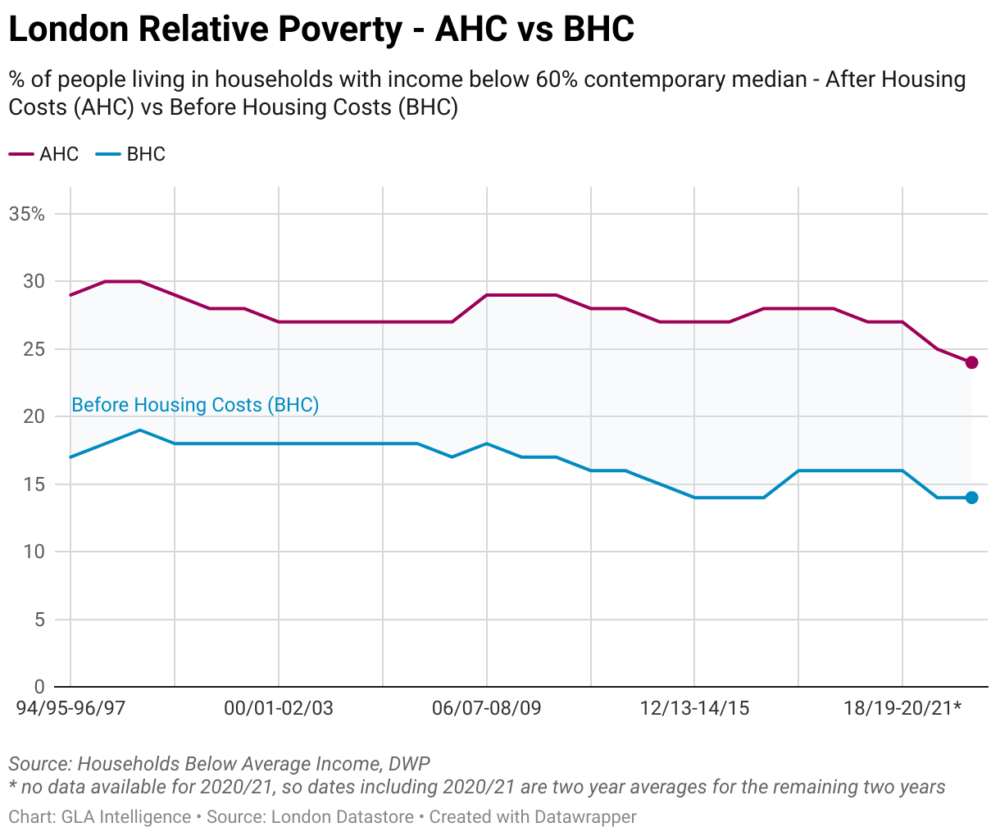 London Relative Poverty - AHC vs BHC
% of people living in households with income below 60% contemporary median - After Housing
Costs (AHC) vs Before Housing Costs (BHC)
AHC BHC
35%
30
25
Before Housing Costs (BHC)
20
15
10
5
0
94/95-96/97 00/01-02/03 06/07-08/09 12/13-14/15 18/19-20/21*
Source: Households Below Average Income, DWP
* no data available for 2020/21, so dates including 2020/21 are two year averages for the remaining two years
Chart: GLA Intelligence • Source: London Datastore • Created with Datawrapper